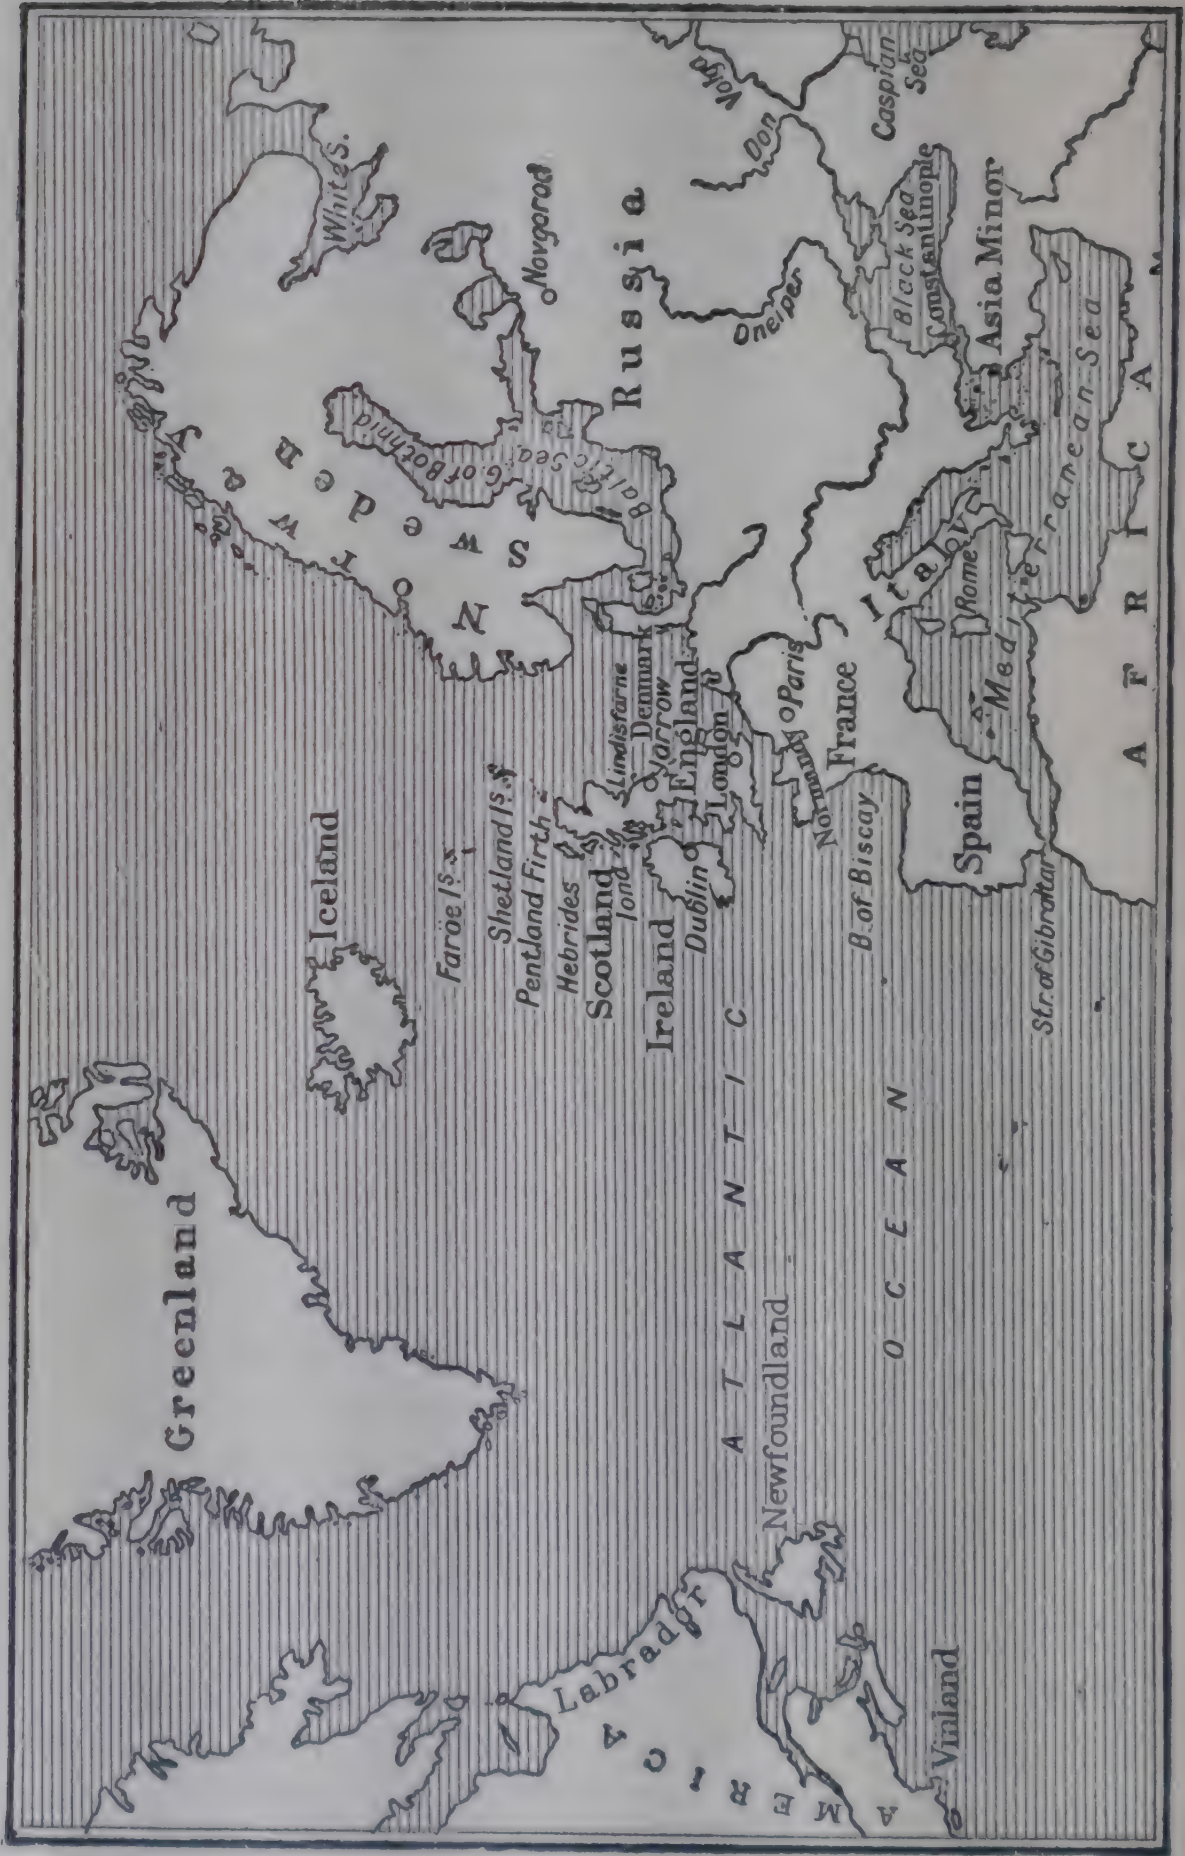 Greenland
Iceland
Faröe Is.
Shetland Is.
Pentland Firth
Hebrides
Scotland
Iona
Ireland
Dublin
Lindisfarne
Jarrow
England
London
Denmark
Norway
Sweden
G. of Bothnia
Baltic Sea
White S.
Novgorod
Russia
Volga
Don
Dneiper
Caspian
Sea
Black Sea
Constantinople
Asia Minor
Mediterranean Sea
Italy
Rome
Paris
Normandy
France
B. of Biscay
Spain
Str. of Gibraltar
AFRICA
ATLANTIC
OCEAN
Newfoundland
Labrador
AMERICA
Vinland